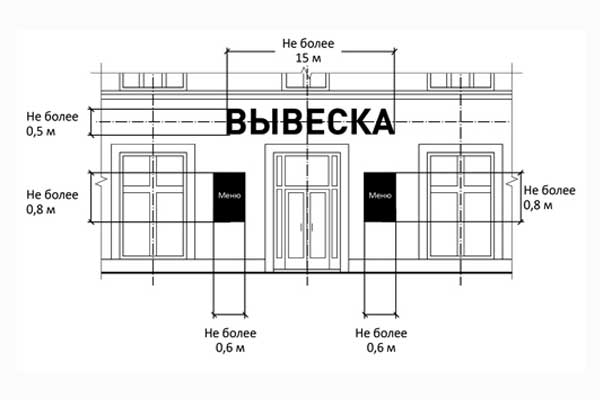 Не более
15 м
Не более
0,5 м
ВЫВЕСКА
Не более
0,8 м
Меню
Меню
Не более
0,8 м
Не более
0,6 м
Не более
0,6 м